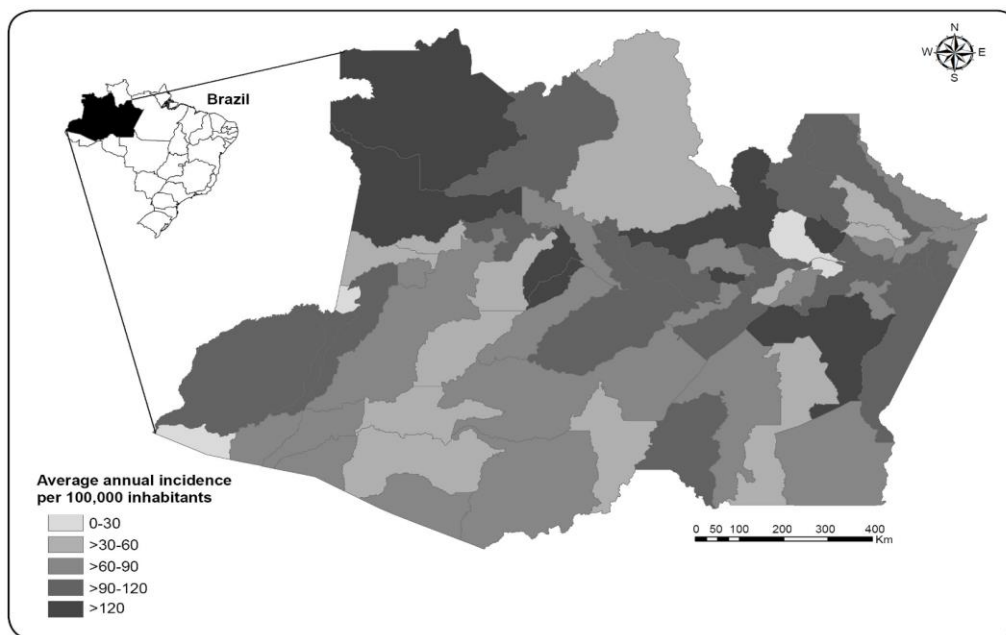 N
W E
S
Brazil
Average annual incidence
per 100,000 inhabitants
0-30
>30-60
>60-90
>90-120
>120
0 50 100 200 300 400
Km